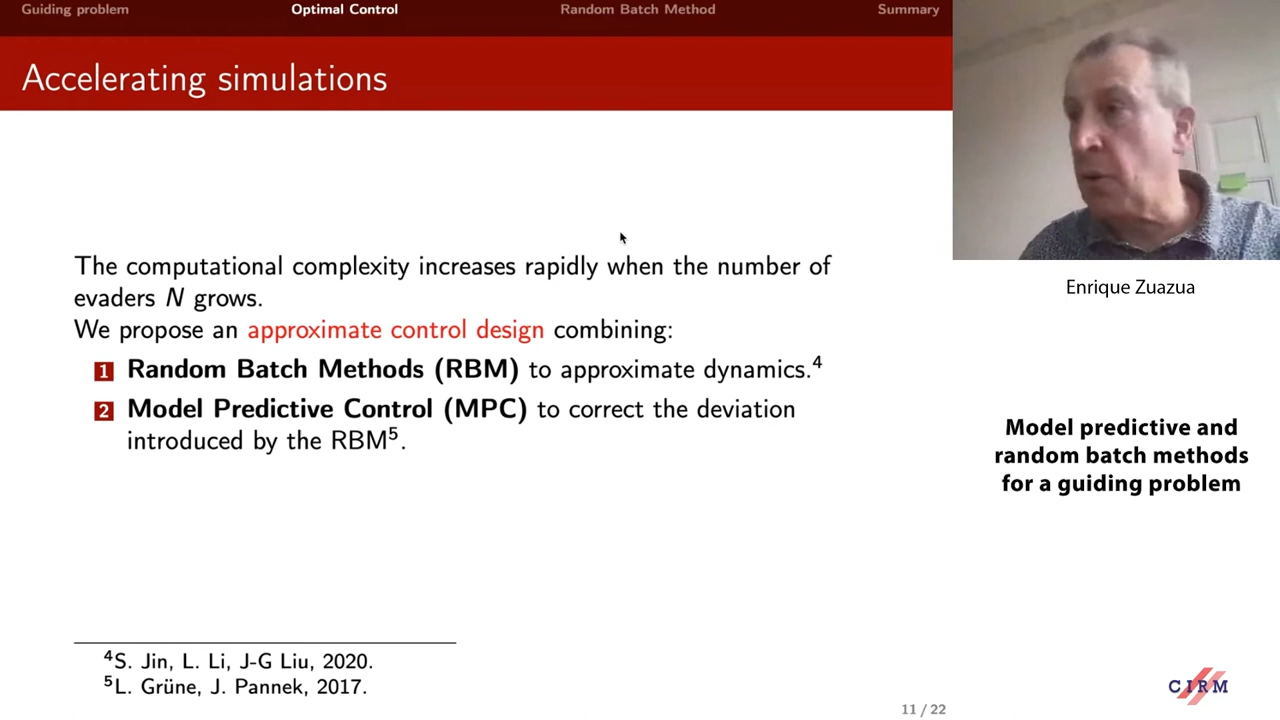 Guiding problem Optimal Control Random Batch Method Summary
Accelerating simulations
The computational complexity increases rapidly when the number of
evaders N grows.
We propose an approximate control design combining:
1 Random Batch Methods (RBM) to approximate dynamics.⁴
2 Model Predictive Control (MPC) to correct the deviation
introduced by the RBM⁵.
⁴S. Jin, L. Li, J-G Liu, 2020.
⁵L. Grüne, J. Pannek, 2017.
11 / 22
Enrique Zuazua
Model predictive and
random batch methods
for a guiding problem
CIRM